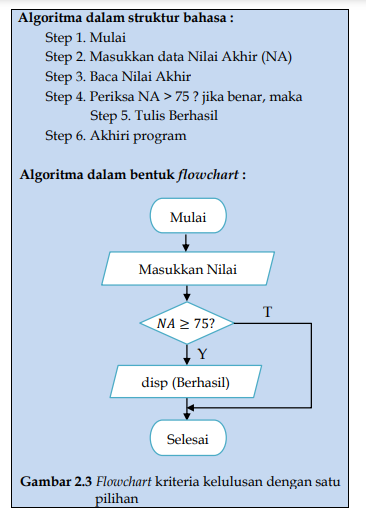 Algoritma dalam struktur bahasa :
Step 1. Mulai
Step 2. Masukkan data Nilai Akhir (NA)
Step 3. Baca Nilai Akhir
Step 4. Periksa NA > 75 ? jika benar, maka
Step 5. Tulis Berhasil
Step 6. Akhiri program
Algoritma dalam bentuk flowchart :
Mulai
Masukkan Nilai
NA ≥ 75?
T
Y
disp (Berhasil)
Selesai
Gambar 2.3 Flowchart kriteria kelulusan dengan satu
pilihan